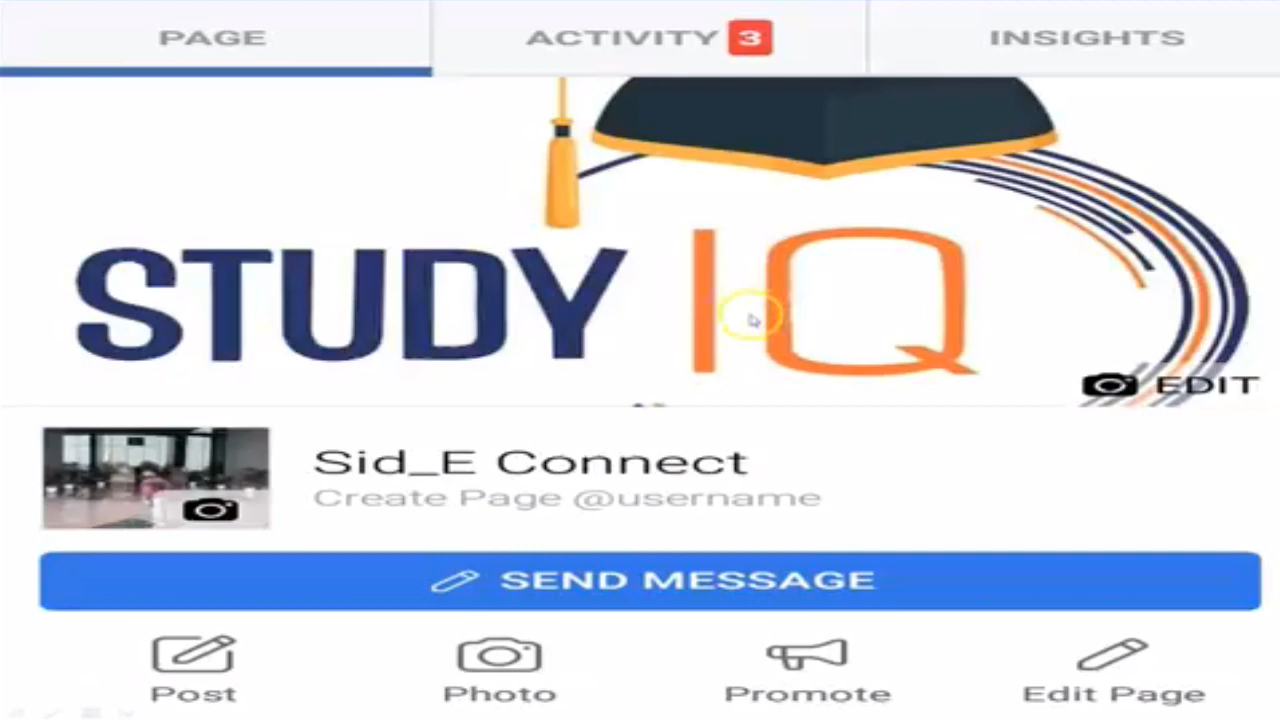 PAGE ACTIVITY 3 INSIGHTS
STUDY IQ
EDIT
Sid_E Connect
Create Page @username
SEND MESSAGE
Post Photo Promote Edit Page